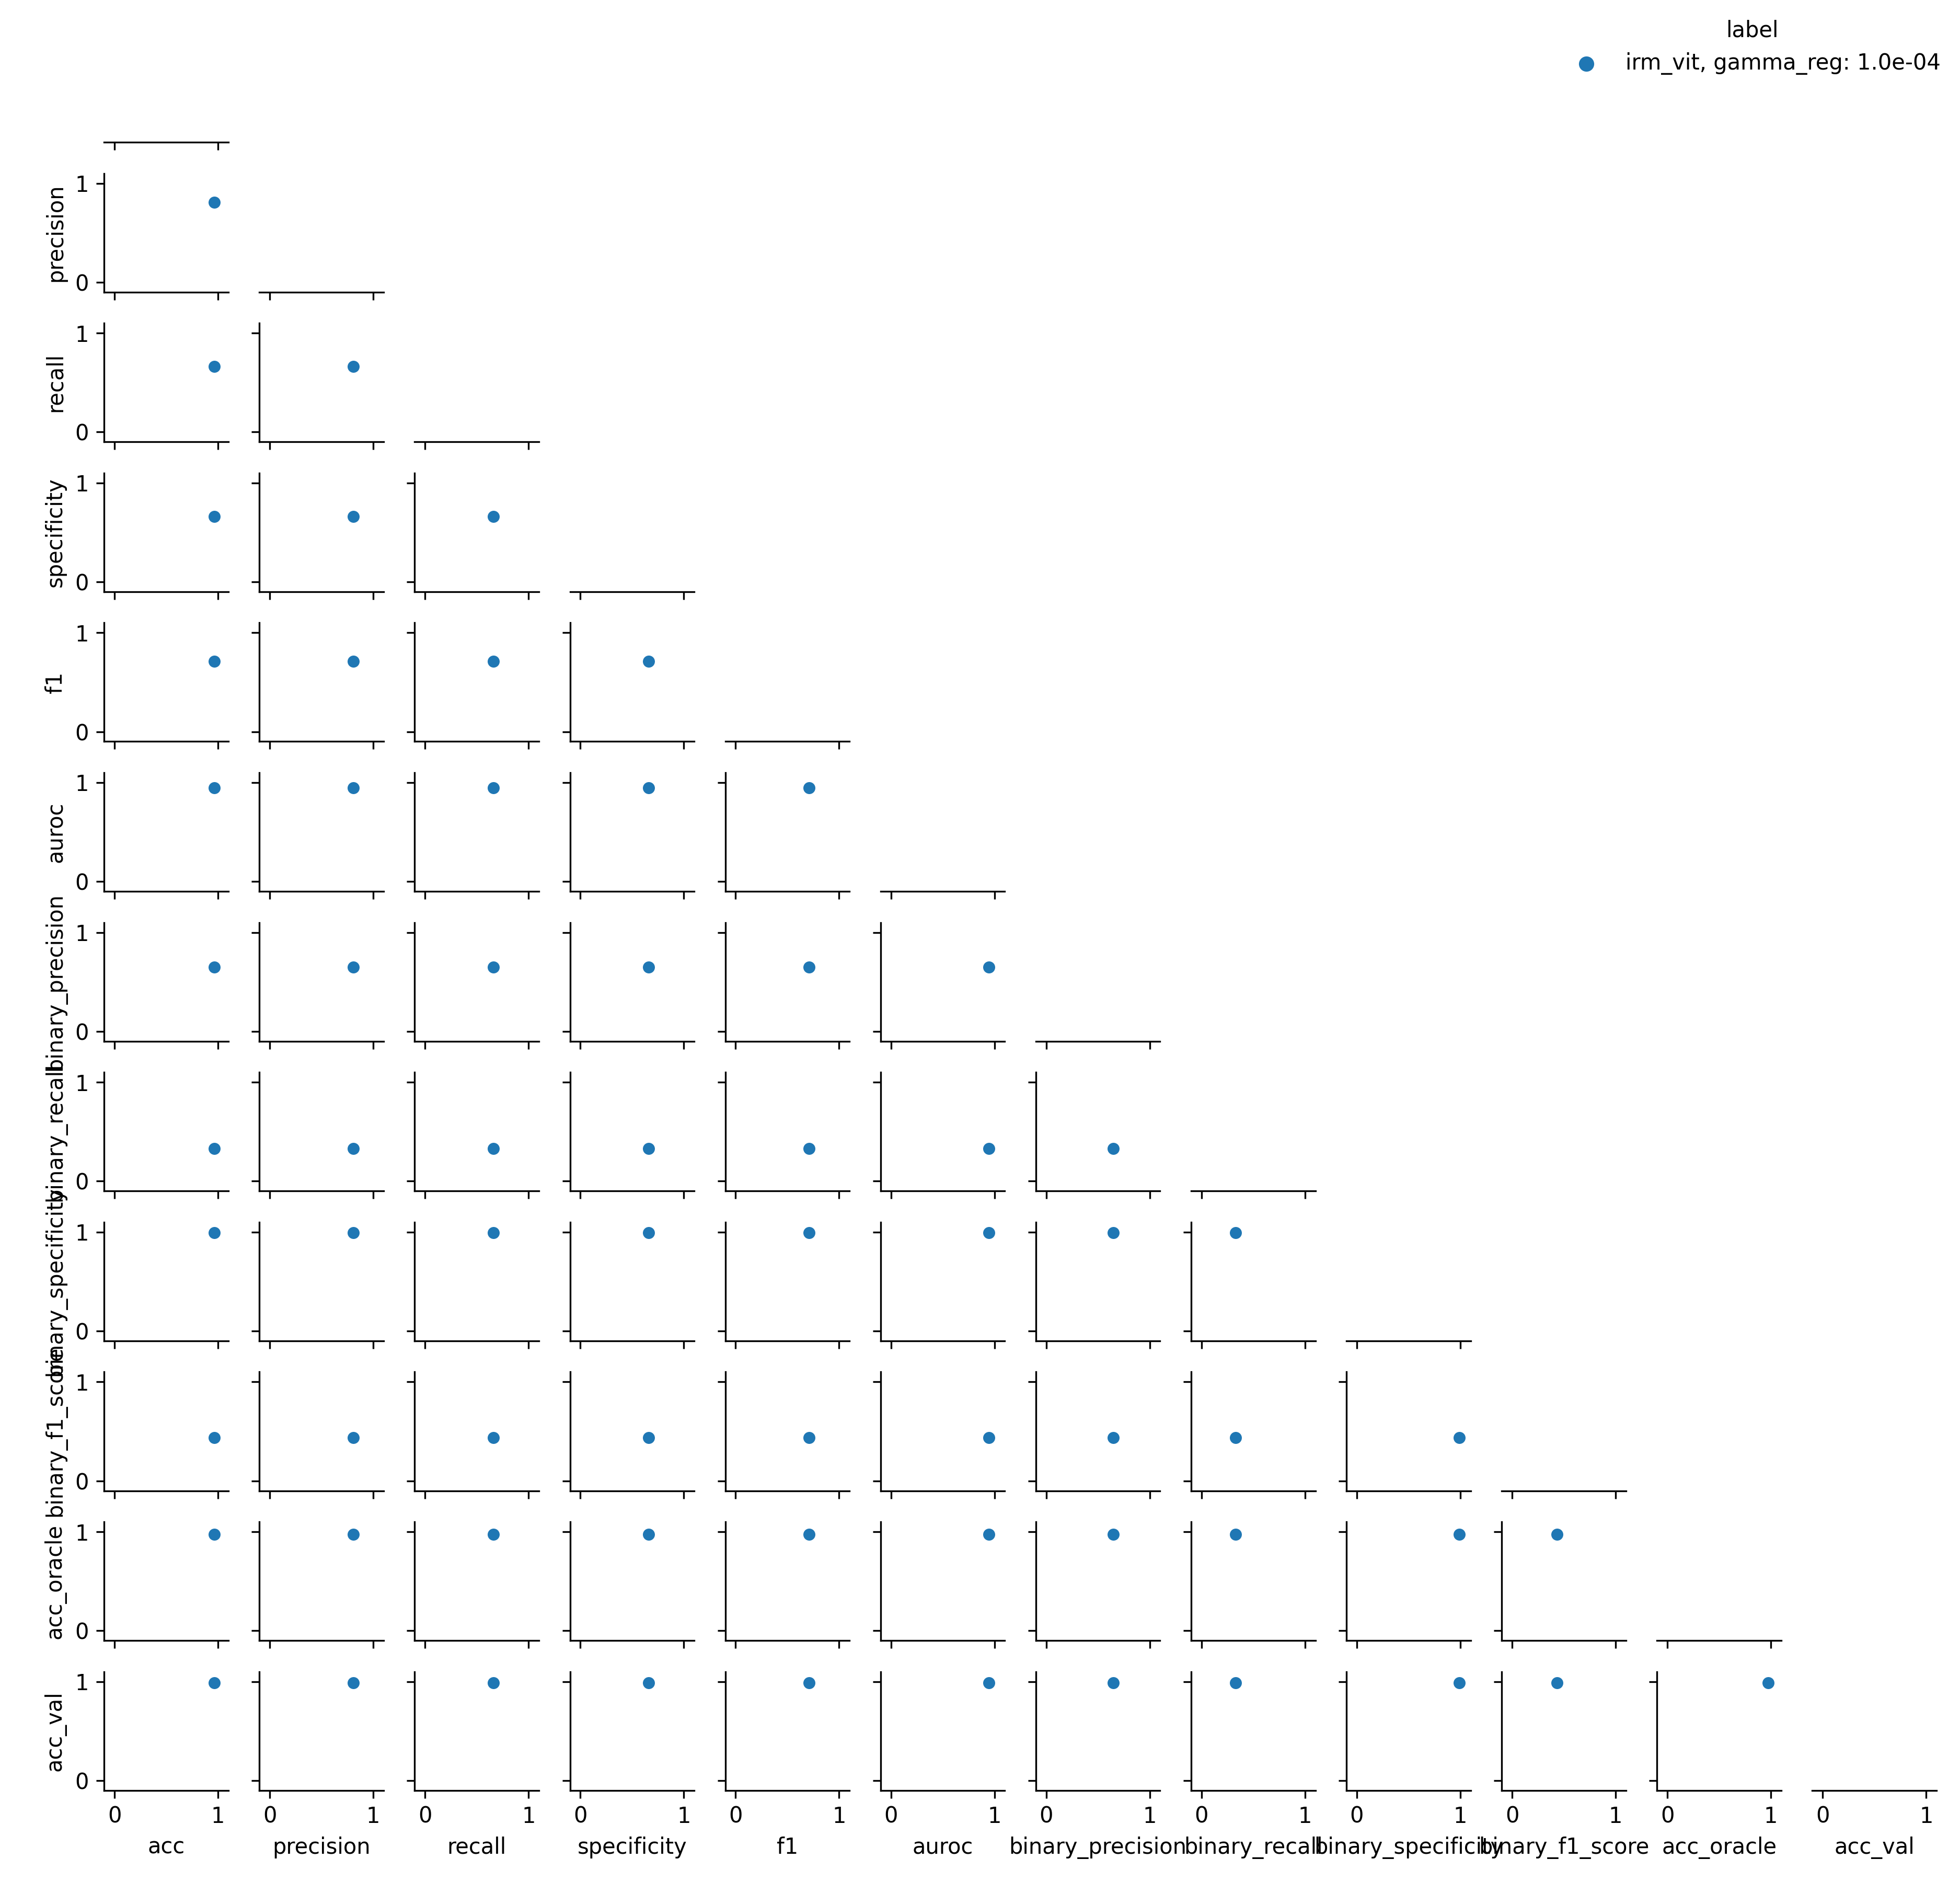 label
irm_vit, gamma_reg: 1.0e-04
precision
1
0
recall
1
0
specificity
1
0
f1
1
0
auroc
1
0
binary_precision
1
0
binary_recall
1
0
binary_specificity
1
0
binary_f1_score
1
0
acc_oracle
1
0
acc_val
1
0
0 1 0 1 0 1 0 1 0 1 0 1 0 1 0 1 0 1 0 1 0 1 0 1
acc precision recall specificity f1 auroc binary_precision binary_recall binary_specificity binary_f1_score acc_oracle acc_val